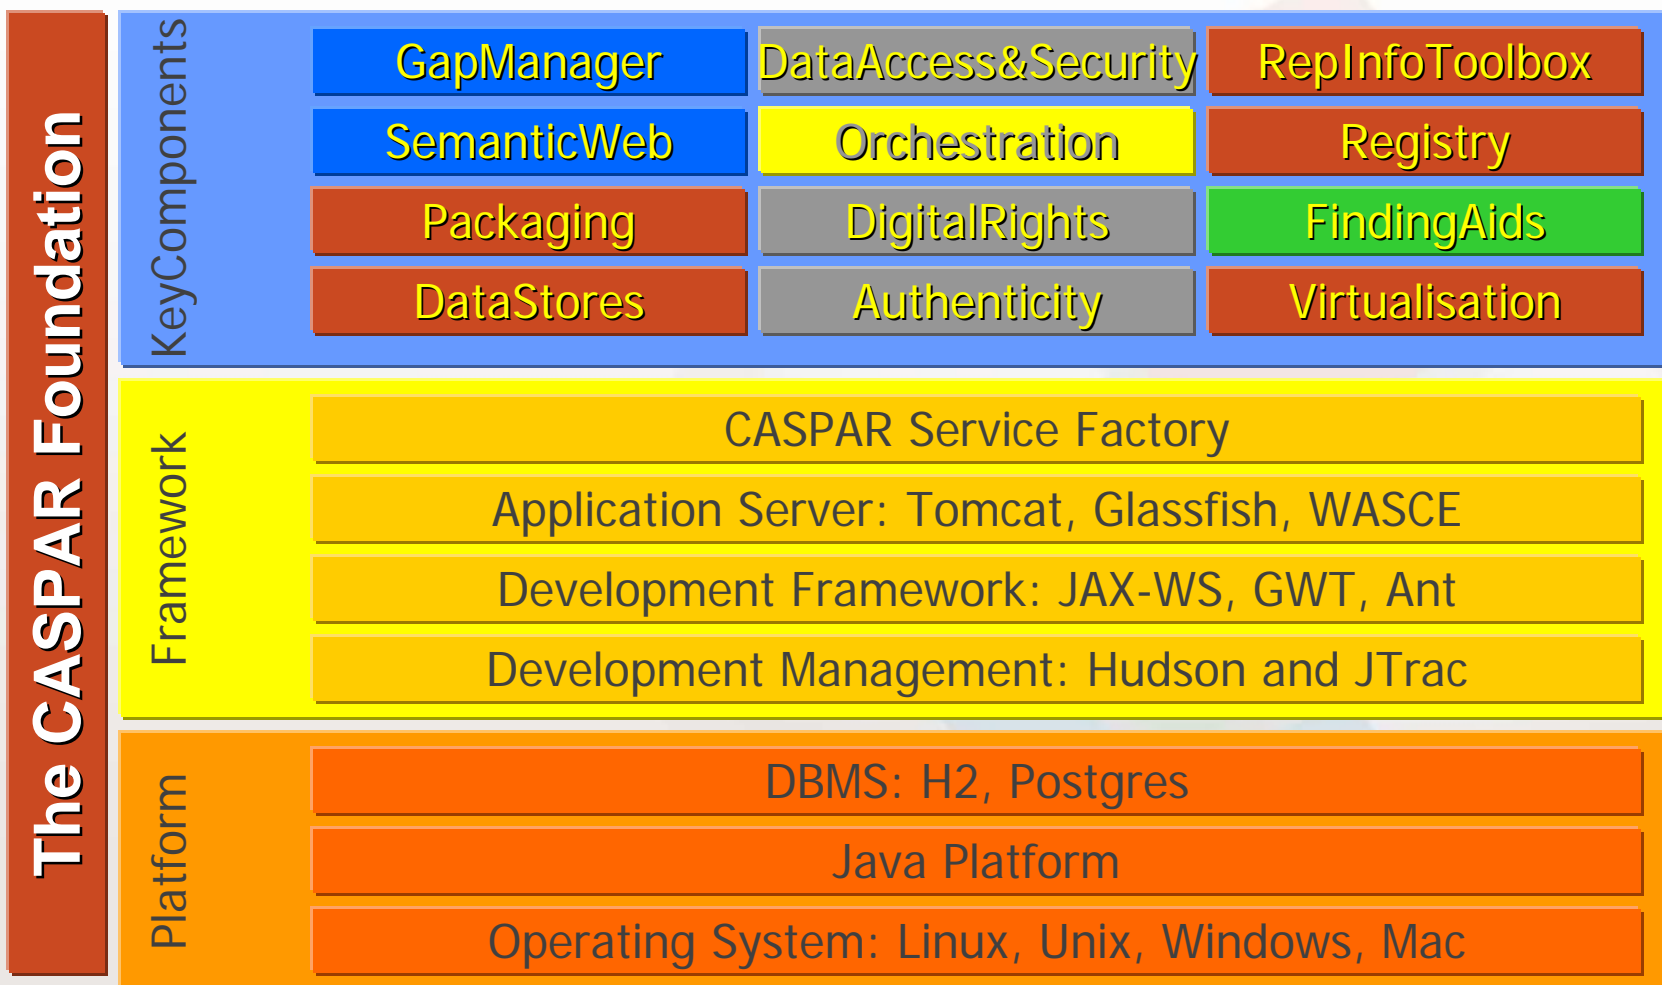 The CASPAR Foundation
KeyComponents
GapManager
DataAccess&Security
RepInfoToolbox
SemanticWeb
Orchestration
Registry
Packaging
DigitalRights
FindingAids
DataStores
Authenticity
Virtualisation
Framework
CASPAR Service Factory
Application Server: Tomcat, Glassfish, WASCE
Development Framework: JAX-WS, GWT, Ant
Development Management: Hudson and JTrac
Platform
DBMS: H2, Postgres
Java Platform
Operating System: Linux, Unix, Windows, Mac